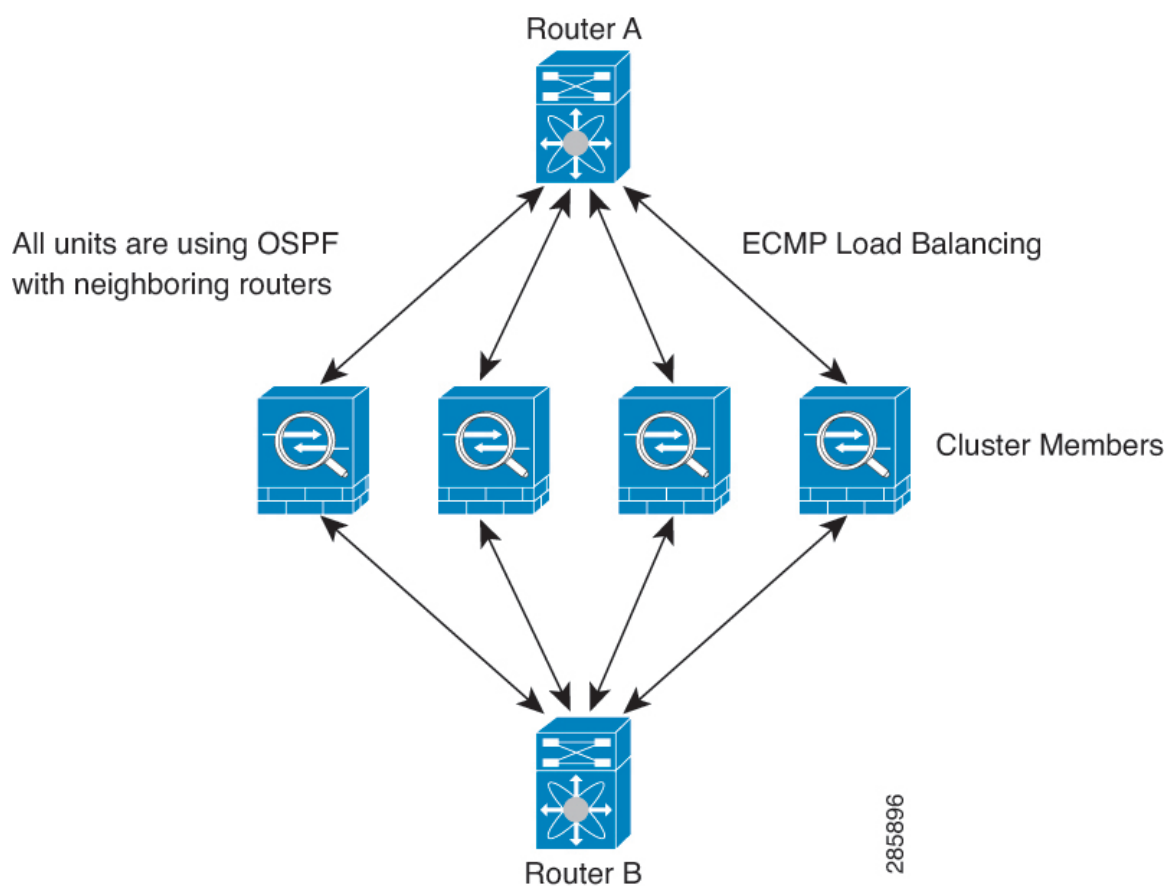 Router A
All units are using OSPF
with neighboring routers
ECMP Load Balancing
Cluster Members
Router B
285896